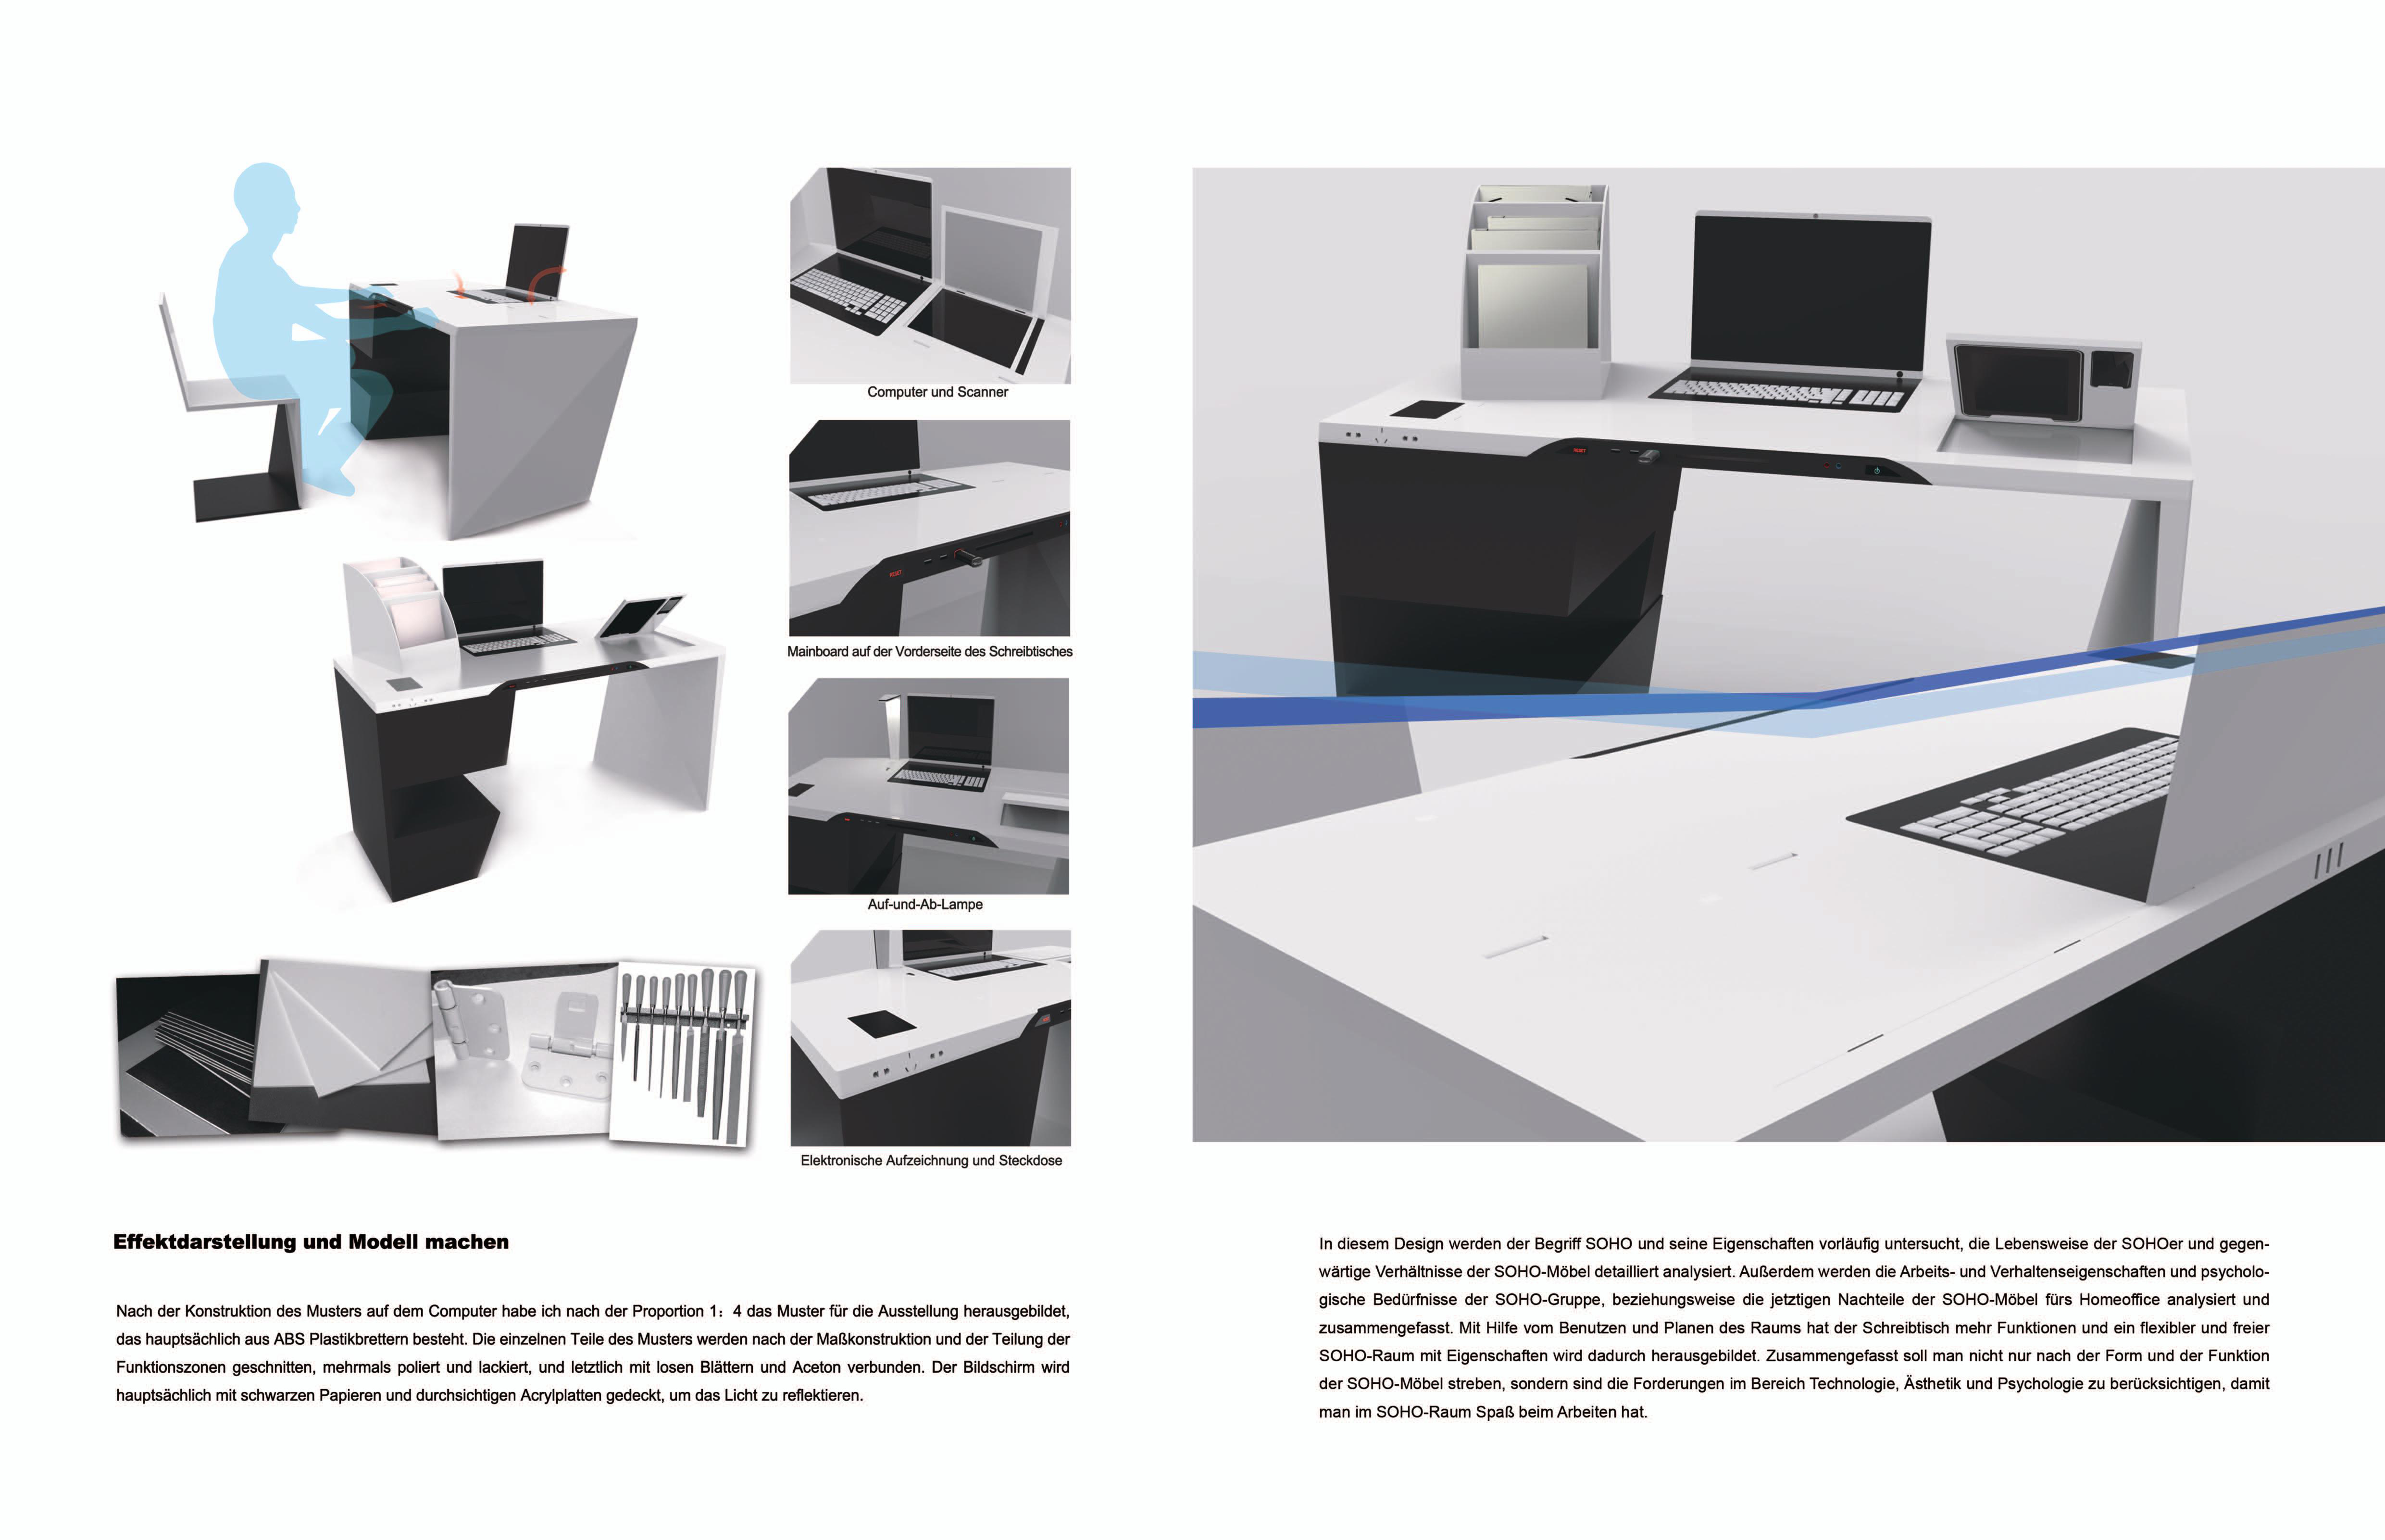 Computer und Scanner
Mainboard auf der Vorderseite des Schreibtisches
Auf-und-Ab-Lampe
Elektronische Aufzeichnung und Steckdose
RESET
RESET
Effektdarstellung und Modell machen
Nach der Konstruktion des Musters auf dem Computer habe ich nach der Proportion 1：4 das Muster für die Ausstellung herausgebildet,
das hauptsächlich aus ABS Plastikbrettern besteht. Die einzelnen Teile des Musters werden nach der Maßkonstruktion und der Teilung der
Funktionszonen geschnitten, mehrmals poliert und lackiert, und letztlich mit losen Blättern und Aceton verbunden. Der Bildschirm wird
hauptsächlich mit schwarzen Papieren und durchsichtigen Acrylplatten gedeckt, um das Licht zu reflektieren.
In diesem Design werden der Begriff SOHO und seine Eigenschaften vorläufig untersucht, die Lebensweise der SOHOer und gegen-
wärtige Verhältnisse der SOHO-Möbel detailliert analysiert. Außerdem werden die Arbeits- und Verhaltenseigenschaften und psycholo-
gische Bedürfnisse der SOHO-Gruppe, beziehungsweise die jetztigen Nachteile der SOHO-Möbel fürs Homeoffice analysiert und
zusammengefasst. Mit Hilfe vom Benutzen und Planen des Raums hat der Schreibtisch mehr Funktionen und ein flexibler und freier
SOHO-Raum mit Eigenschaften wird dadurch herausgebildet. Zusammengefasst soll man nicht nur nach der Form und der Funktion
der SOHO-Möbel streben, sondern sind die Forderungen im Bereich Technologie, Ästhetik und Psychologie zu berücksichtigen, damit
man im SOHO-Raum Spaß beim Arbeiten hat.